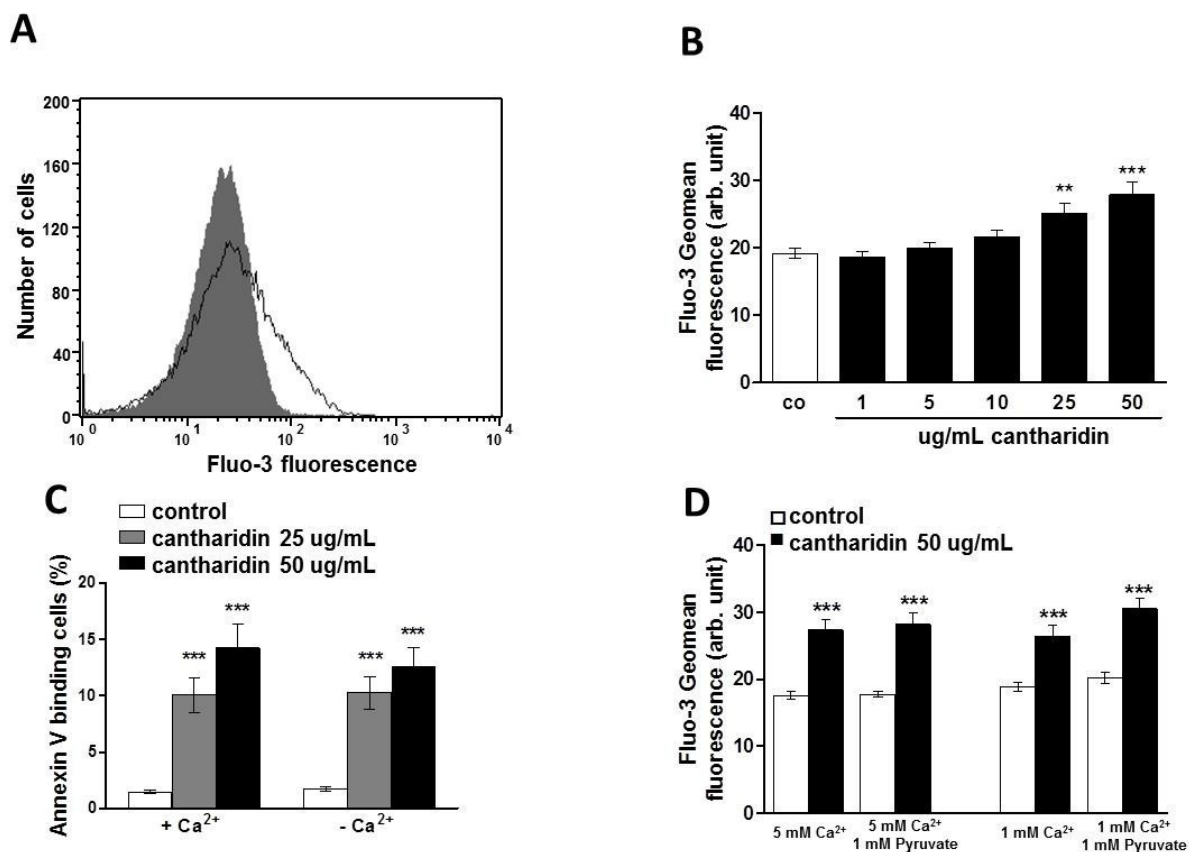 A
200
160
120
80
40
0
Number of cells
10^0 10^1 10^2 10^3 10^4
Fluo-3 fluorescence
B
40
30
20
10
0
Fluo-3 Geomean
fluorescence (arb. unit)
** ***
co 1 5 10 25 50
ug/mL cantharidin
C
control
cantharidin 25 ug/mL
cantharidin 50 ug/mL
20
15
10
5
0
Annexin V binding cells (%)
*** *** *** ***
+ Ca²⁺ - Ca²⁺
D
control
cantharidin 50 ug/mL
40
30
20
10
0
Fluo-3 Geomean
fluorescence (arb. unit)
*** *** *** ***
5 mM Ca²⁺ 5 mM Ca²⁺ 1 mM Pyruvate 1 mM Ca²⁺ 1 mM Ca²⁺ 1 mM Pyruvate